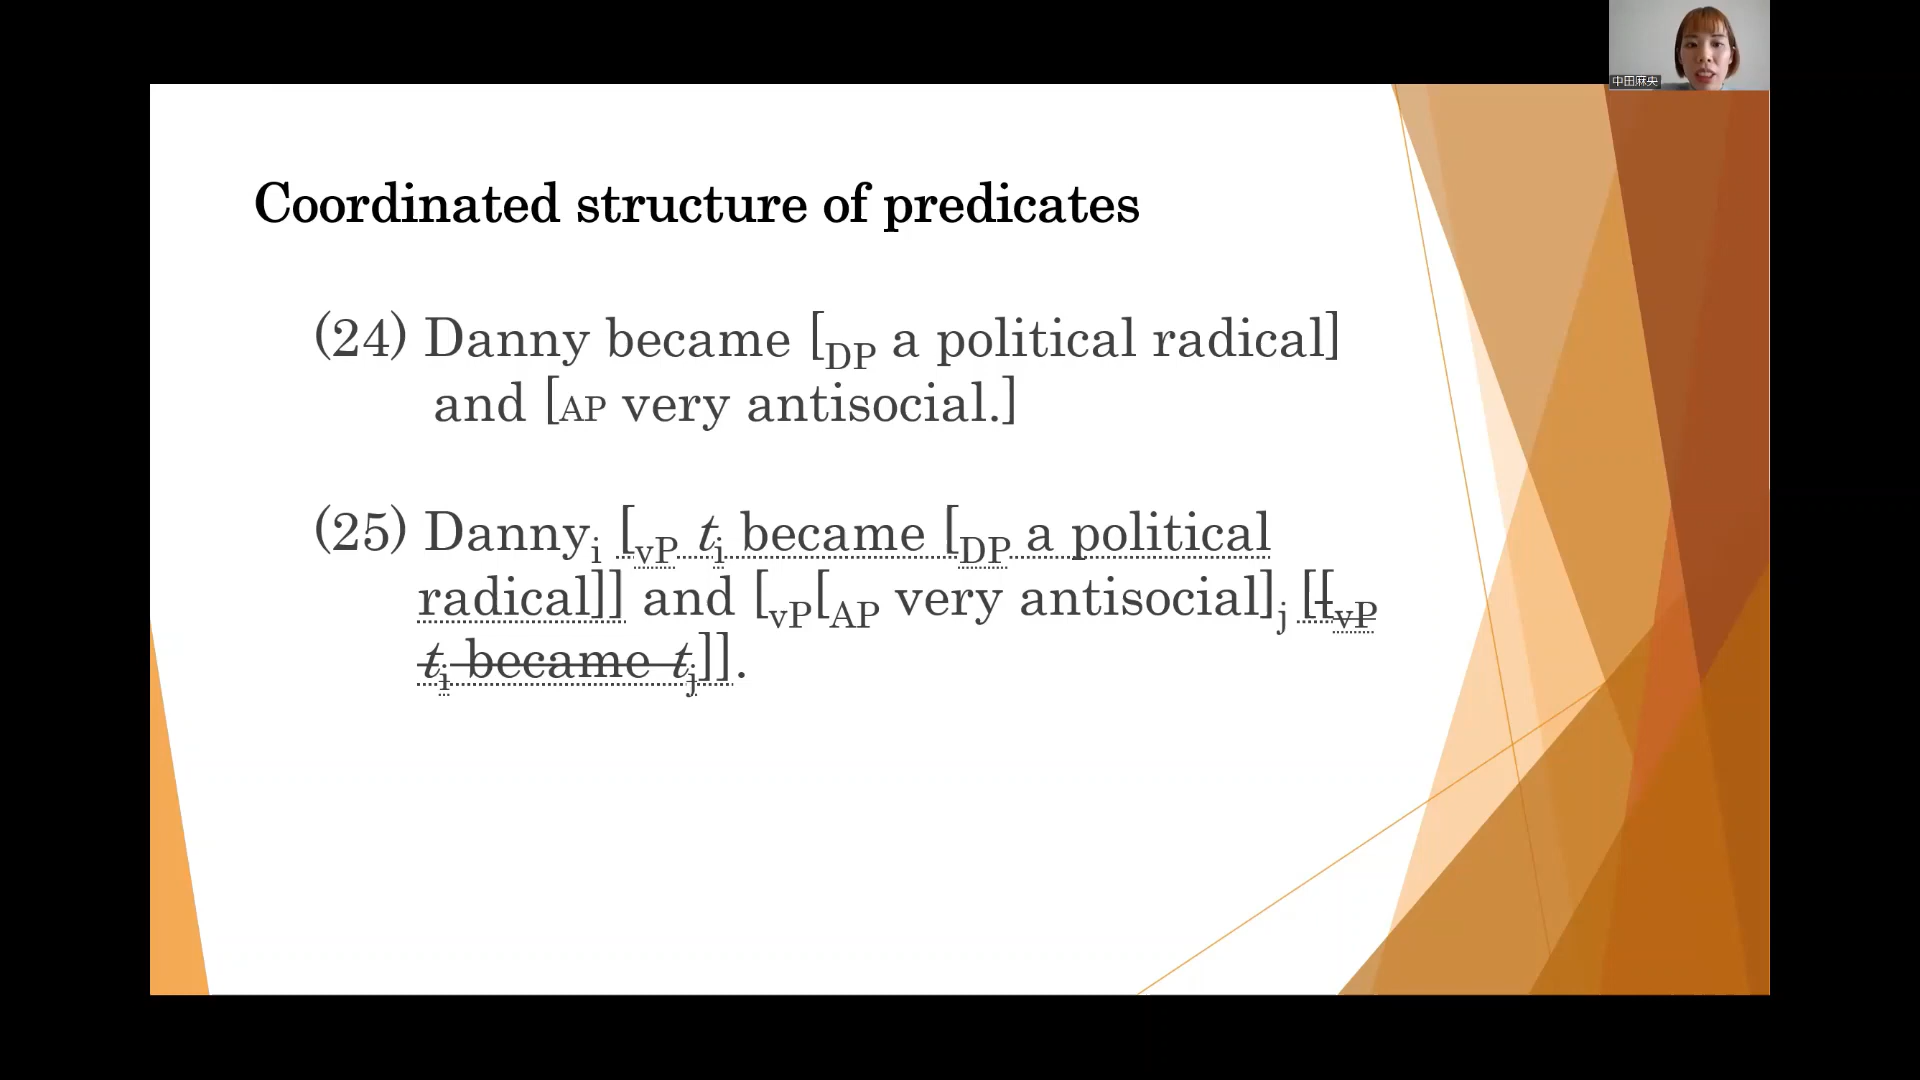 中田麻央
Coordinated structure of predicates
(24) Danny became [DP a political radical]
and [AP very antisocial.]
(25) Dannyi [vP ti became [DP a political
radical]] and [vP[AP very antisocial]j [[vP
ti became tj]]].